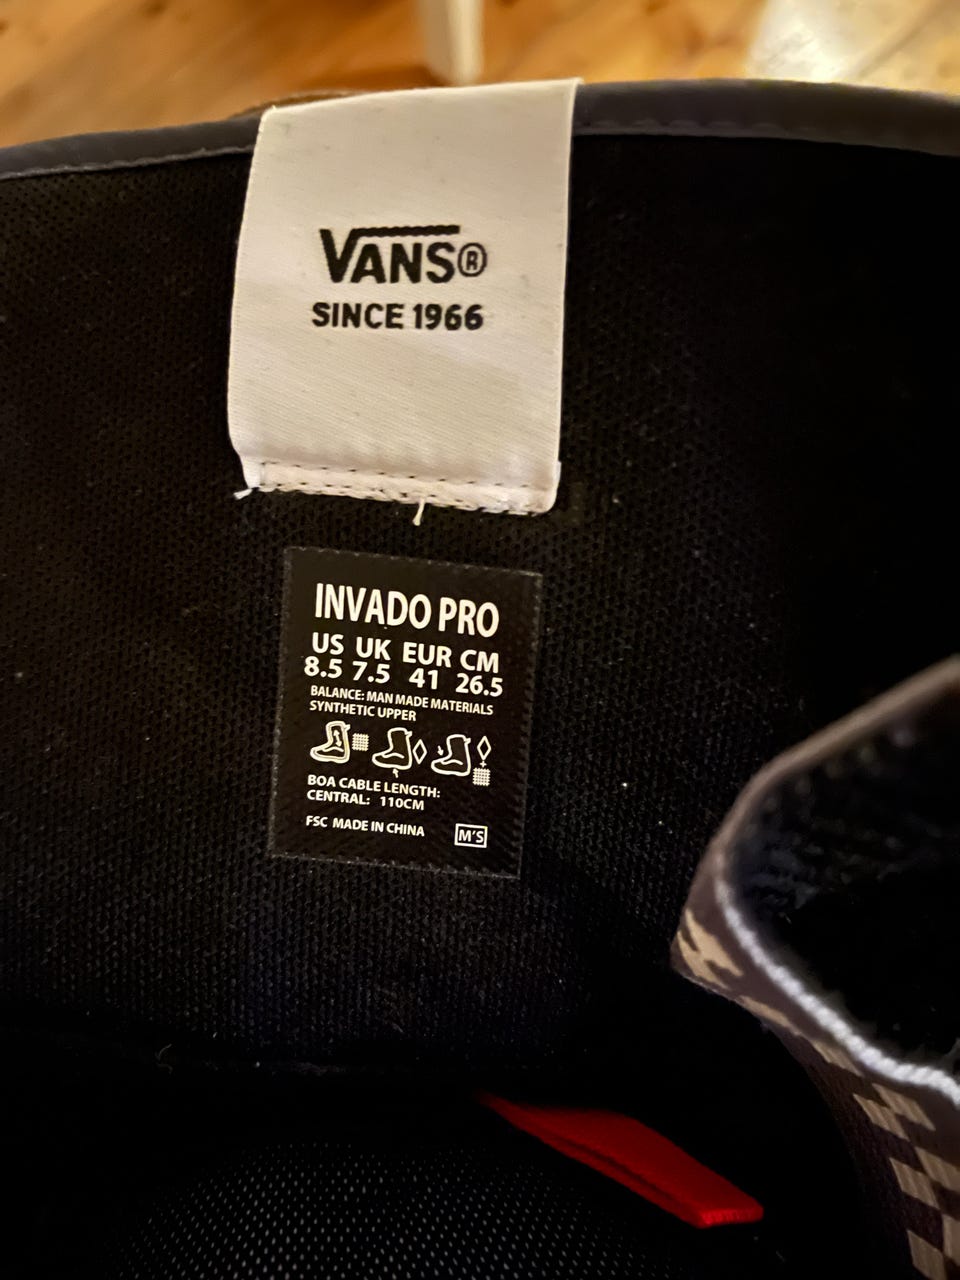 VANS®
SINCE 1966
INVADO PRO
US UK EUR CM
8.5 7.5 41 26.5
BALANCE: MAN MADE MATERIALS
SYNTHETIC UPPER
BOA CABLE LENGTH:
CENTRAL: 110CM
FSC MADE IN CHINA M'S